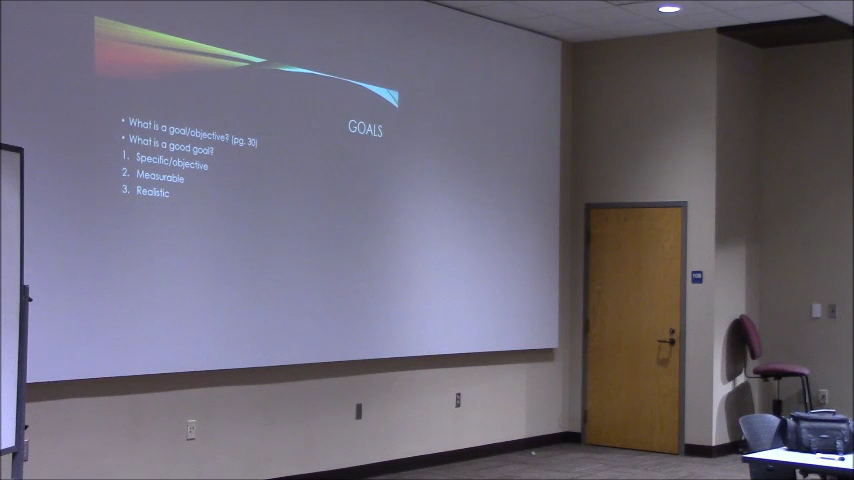 GOALS
• What is a goal/objective? (pg. 30)
• What is a good goal?
1. Specific/objective
2. Measurable
3. Realistic